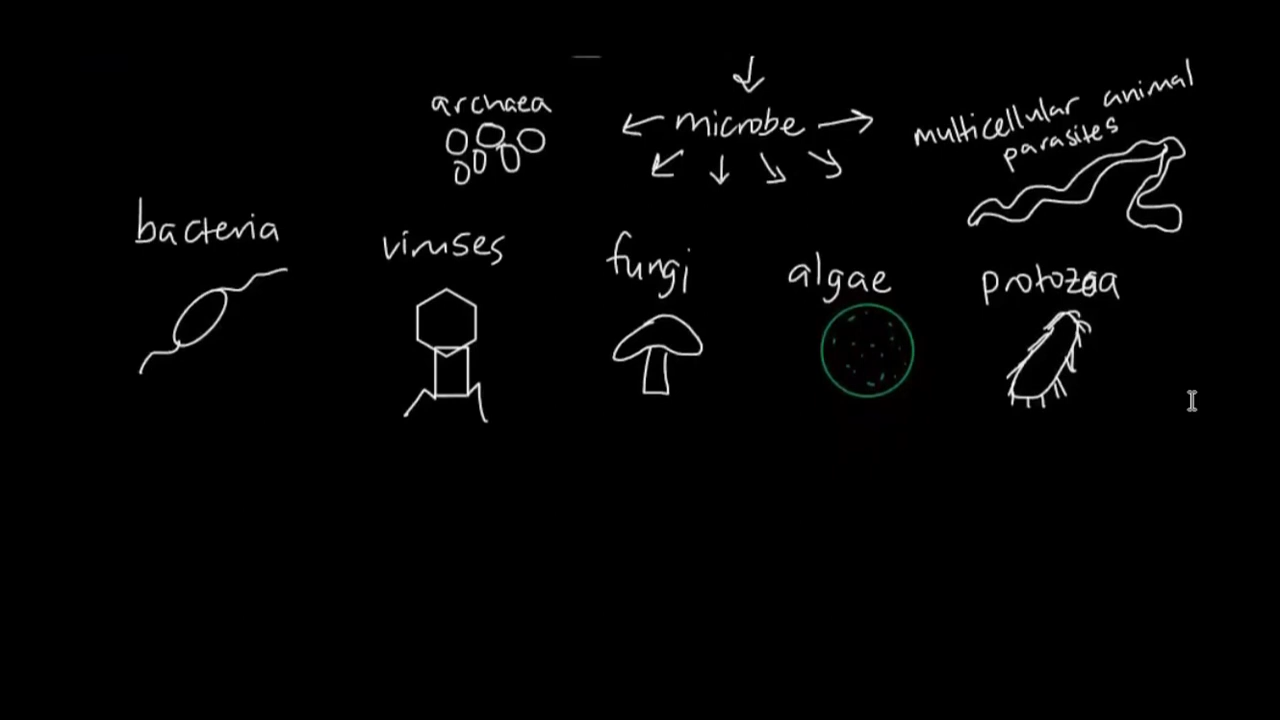 archaea
microbe
multicellular animal
parasites
bacteria
viruses
fungi
algae
protozoa